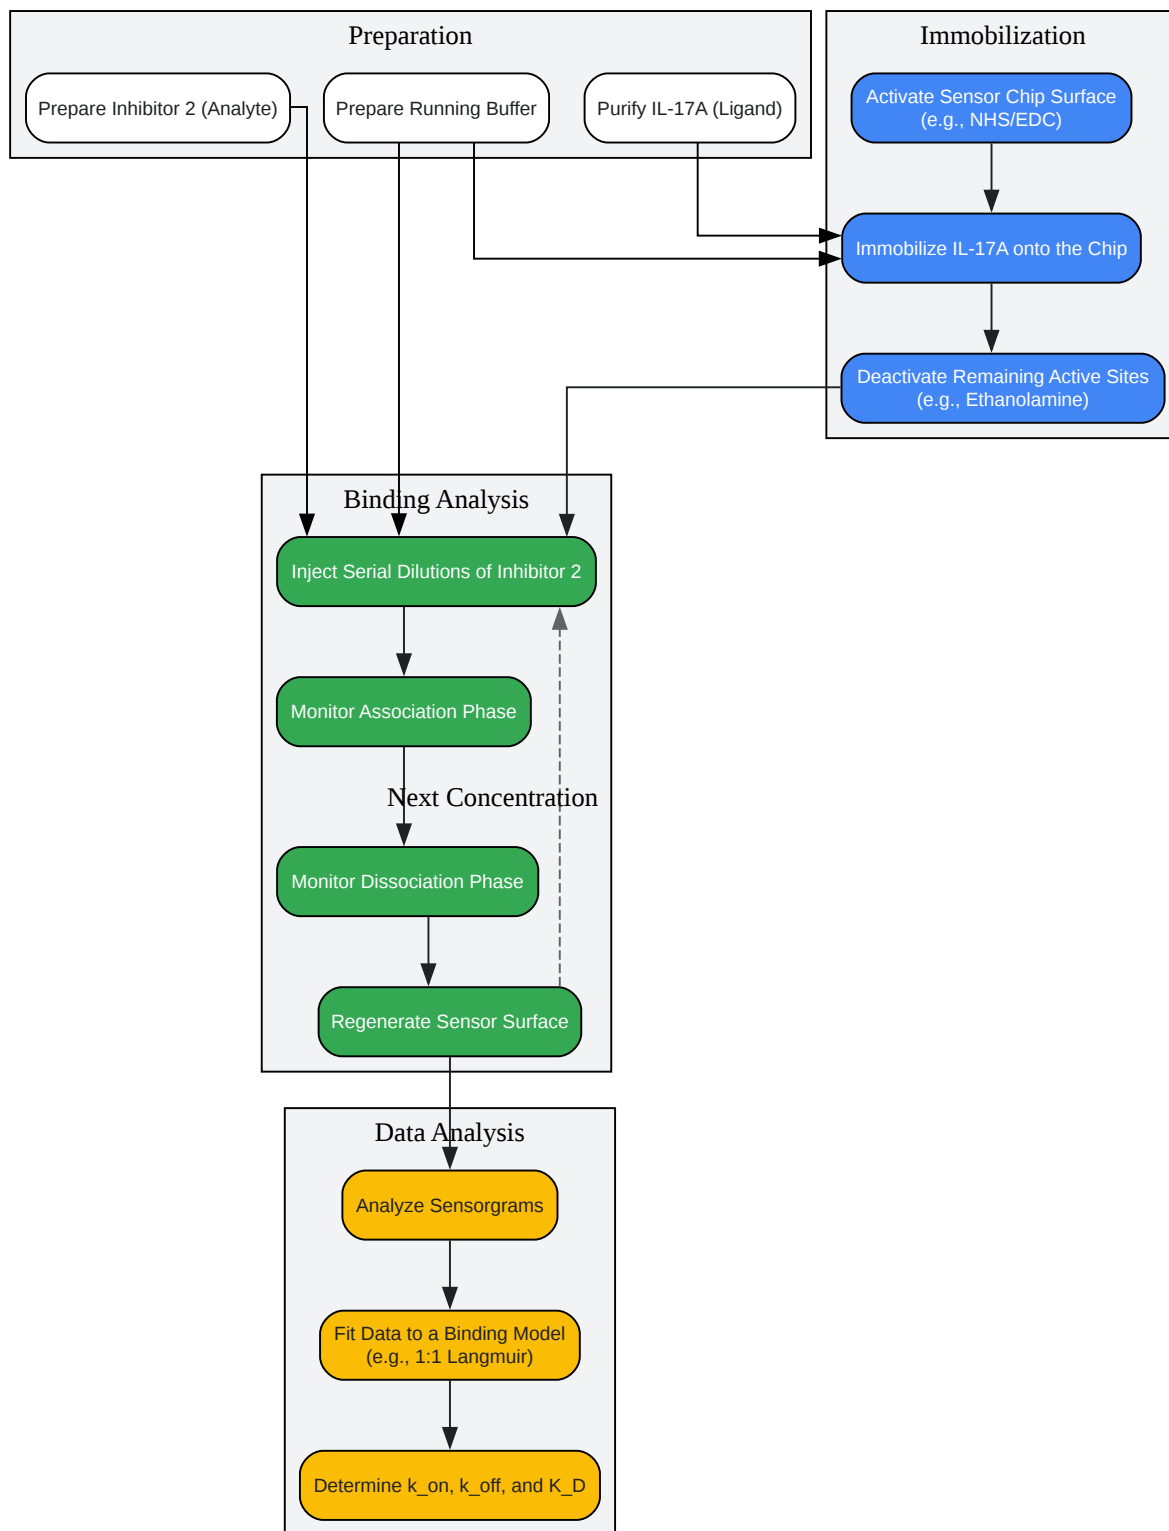 Preparation
Prepare Inhibitor 2 (Analyte)
Prepare Running Buffer
Purify IL-17A (Ligand)
Immobilization
Activate Sensor Chip Surface
(e.g., NHS/EDC)
Immobilize IL-17A onto the Chip
Deactivate Remaining Active Sites
(e.g., Ethanolamine)
Binding Analysis
Inject Serial Dilutions of Inhibitor 2
Monitor Association Phase
Next Concentration
Monitor Dissociation Phase
Regenerate Sensor Surface
Data Analysis
Analyze Sensorgrams
Fit Data to a Binding Model
(e.g., 1:1 Langmuir)
Determine k_on, k_off, and K_D